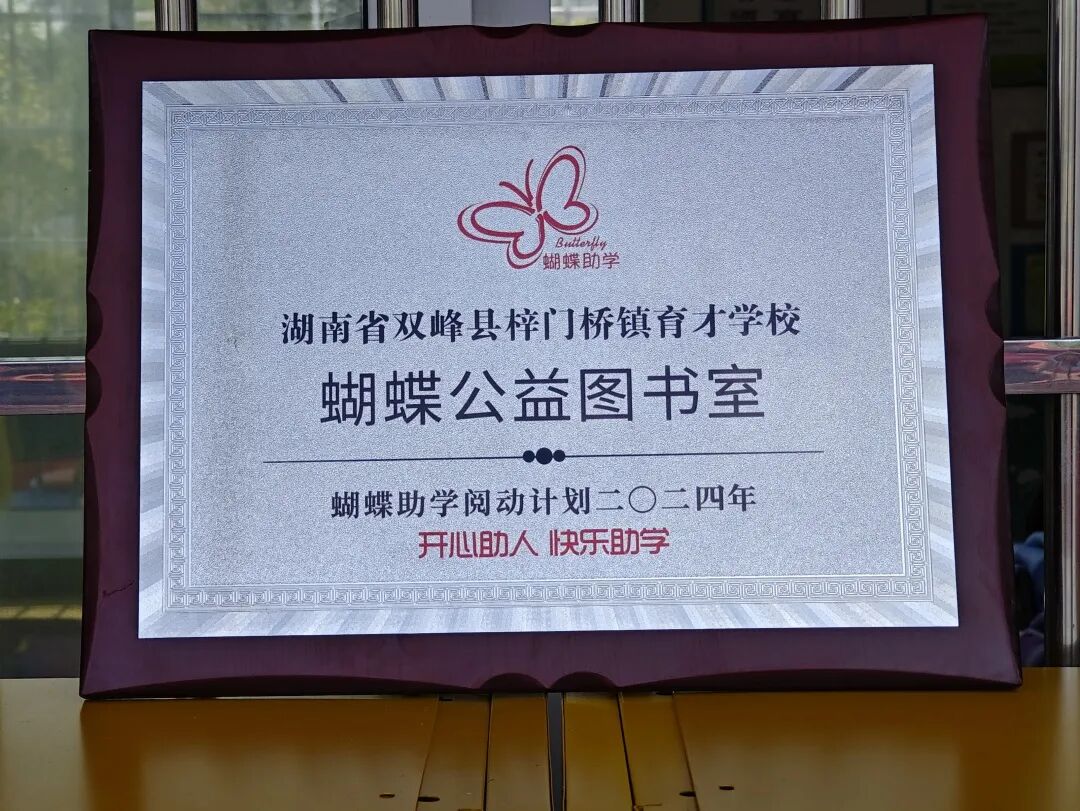 Butterfly
蝴蝶助学
湖南省双峰县梓门桥镇育才学校
蝴蝶公益图书室
蝴蝶助学阅动计划二〇二四年
开心助人 快乐助学